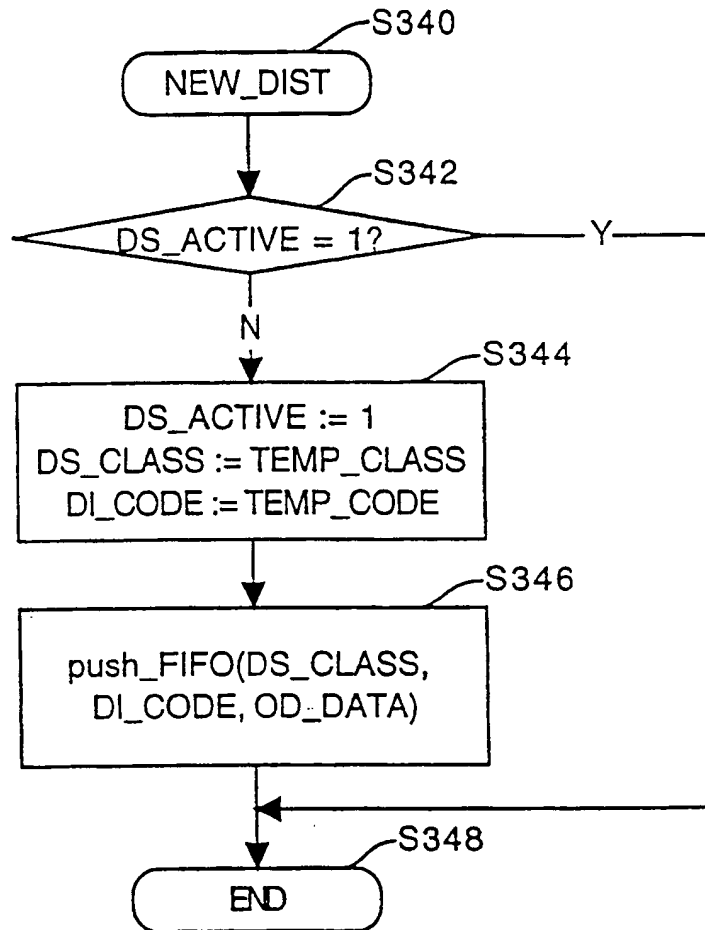 S340
NEW_DIST
S342
DS_ACTIVE = 1?
Y
N
S344
DS_ACTIVE := 1
DS_CLASS := TEMP_CLASS
DI_CODE := TEMP_CODE
S346
push_FIFO(DS_CLASS,
DI_CODE, OD_DATA)
S348
END